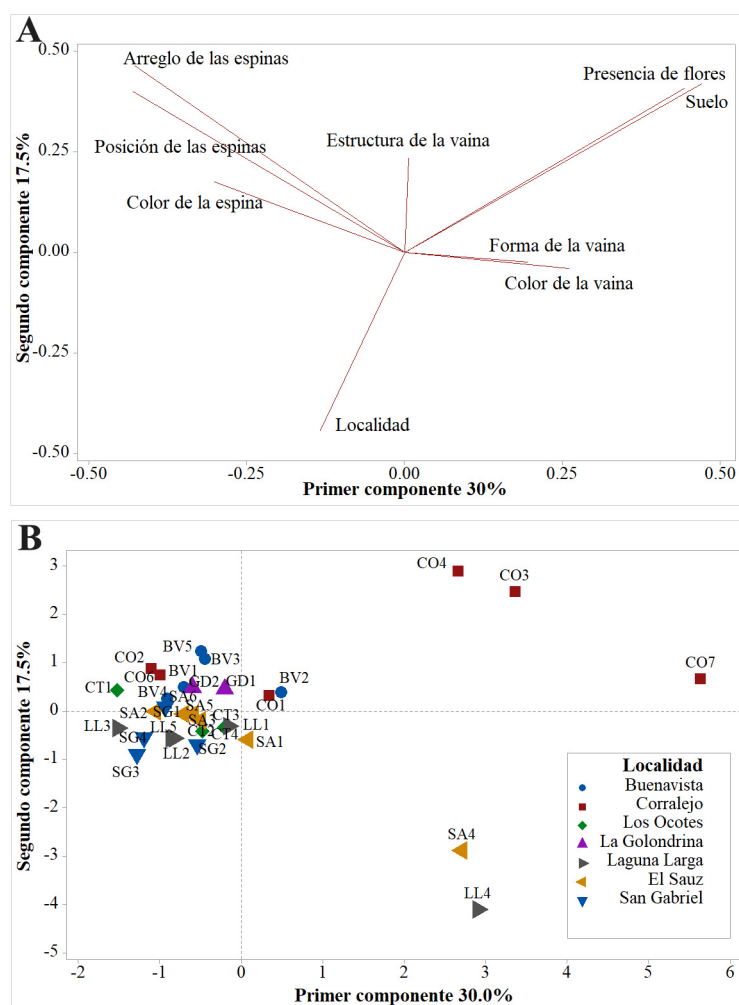 A
0.50
Arreglo de las espinas
Presencia de flores
Suelo
0.25
Estructura de la vaina
Posición de las espinas
Color de la espina
0.00
Forma de la vaina
Color de la vaina
-0.25
Localidad
-0.50
-0.50 -0.25 0.00 0.25 0.50
Segundo componente 17.5%
Primer componente 30%
B
3
CO4
CO3
2
BV5
BV3
1
CO2
CO6
BV1
GD2
GD1
BV2
CO7
CT1
BV4
SA6
CO1
0
SA2
SG1
SA5
SA3
CT3
LL3
LL5
LL1
CT4
SG2
LL2
SA1
-1
SG3
-2
SA4
-3
LL4
-4
-5
-2 -1 0 1 2 3 4 5 6
Segundo componente 17.5%
Primer componente 30.0%
Localidad
Buenavista
Corralejo
Los Ocotes
La Golondrina
Laguna Larga
El Sauz
San Gabriel